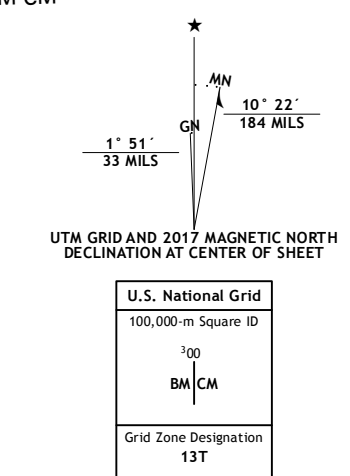 ★
MN
GN
10° 22´
184 MILS
1° 51´
33 MILS
UTM GRID AND 2017 MAGNETIC NORTH
DECLINATION AT CENTER OF SHEET
U.S. National Grid
100,000-m Square ID
³00
BM CM
Grid Zone Designation
13T